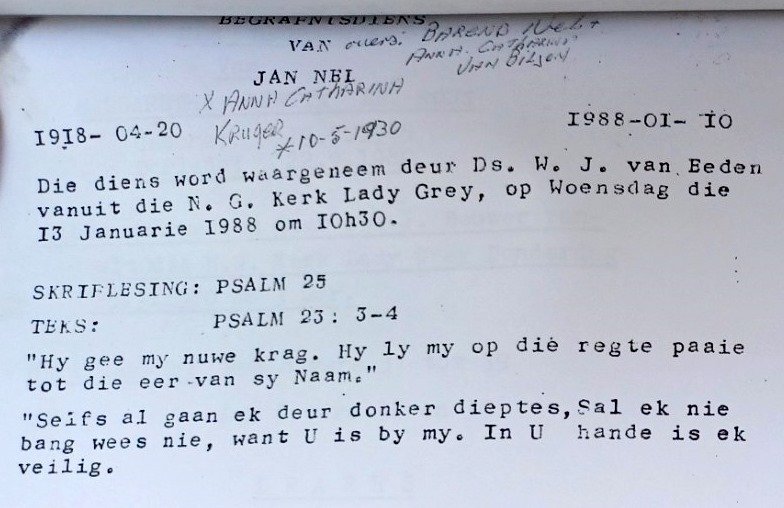 BEGRAFNISDIENS
VAN ouers: BAREND NEL +
ANNA CATHARINA
VAN BILJON
JAN NEL
X ANNA CATHARINA
KRUGER
*10-5-1930
I9I8- 04-20
I988-OI- IO
Die diens word waargeneem deur Ds. W. J. van Eeden
vanuit die N. G. Kerk Lady Grey, op Woensdag die
I3 Januarie I988 om IOh30.
SKRIFLESING: PSALM 25
TEKS: PSALM 23: 3-4
"Hy gee my nuwe krag. Hy ly my op die regte paaie
tot die eer van sy Naam."
"Selfs al gaan ek deur donker dieptes, Sal ek nie
bang wees nie, want U is by my. In U hande is ek
veilig.